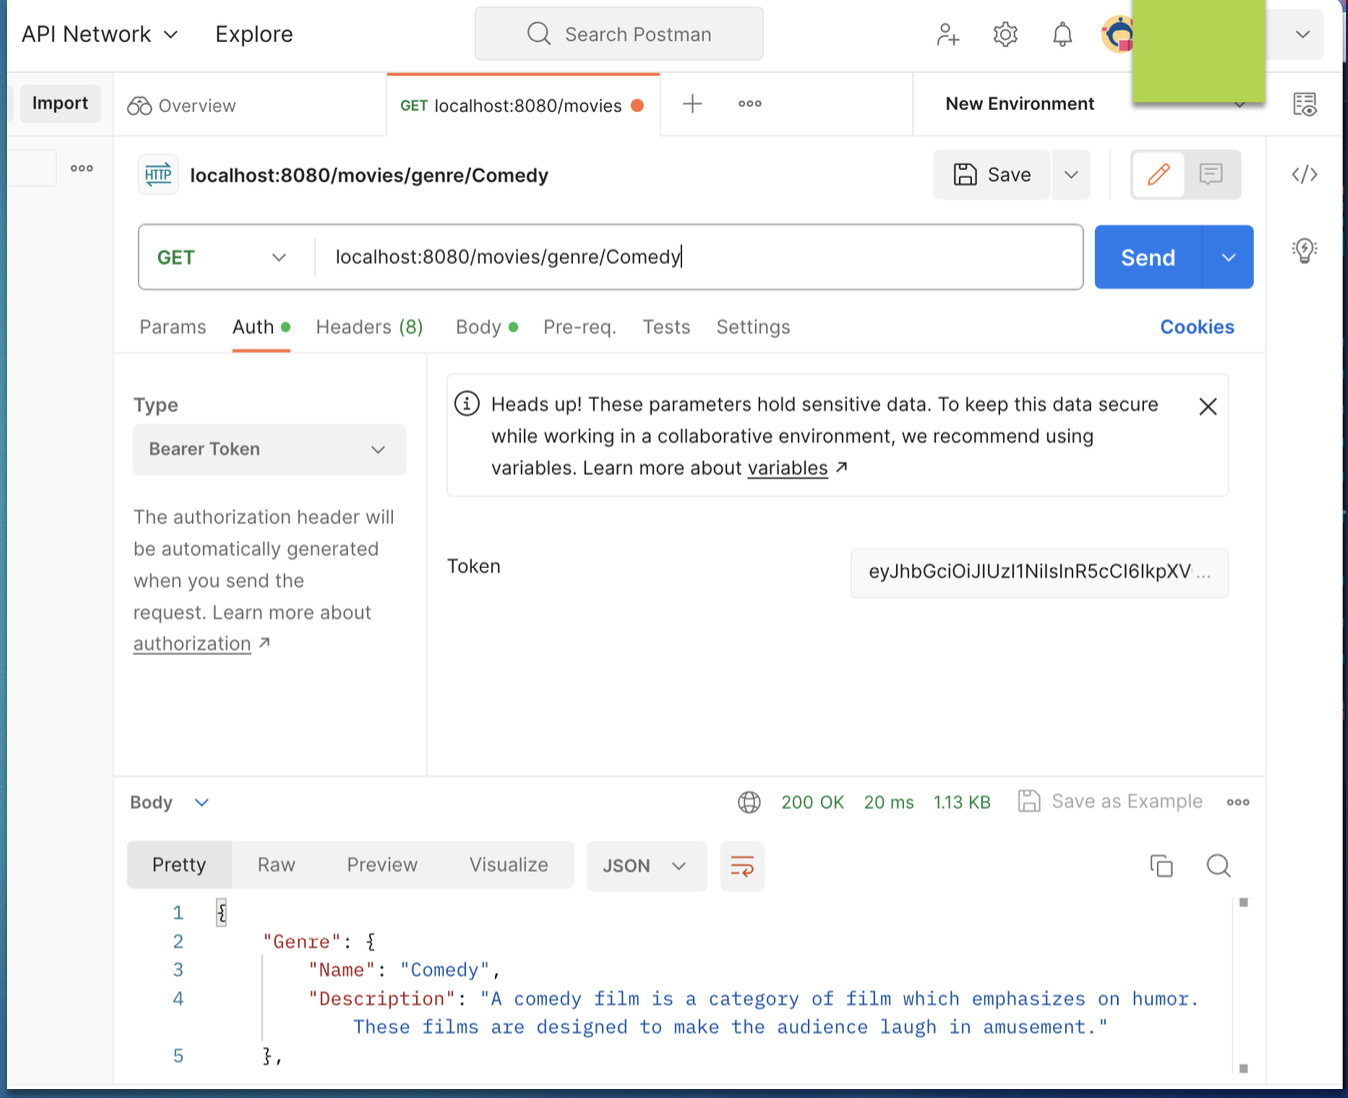 API Network
Explore
Search Postman
Import
Overview
GET localhost:8080/movies
New Environment
HTTP
localhost:8080/movies/genre/Comedy
Save
GET
localhost:8080/movies/genre/Comedy
Send
Params
Auth
Headers (8)
Body
Pre-req.
Tests
Settings
Cookies
Type
Bearer Token
The authorization header will
be automatically generated
when you send the
request. Learn more about
authorization ↗
Heads up! These parameters hold sensitive data. To keep this data secure
while working in a collaborative environment, we recommend using
variables. Learn more about variables ↗
Token
eyJhbGciOiJIUzI1NiIsInR5cCI6IkpXV...
Body
200 OK
20 ms
1.13 KB
Save as Example
Pretty
Raw
Preview
Visualize
JSON
1 {
2 "Genre": {
3 "Name": "Comedy",
4 "Description": "A comedy film is a category of film which emphasizes on humor.
These films are designed to make the audience laugh in amusement."
5 },